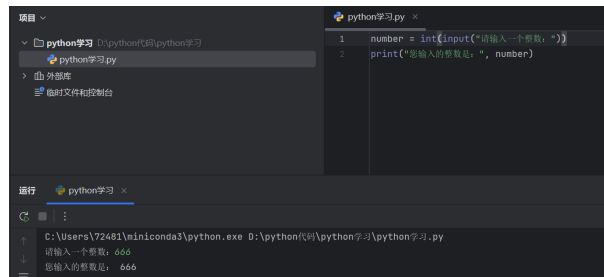 项目
python学习 D:\python代码\python学习
python学习.py
外部库
临时文件和控制台
python学习.py ×
1 number = int(input("请输入一个整数: "))
2 print("您输入的整数是: ", number)
运行 python学习 ×
C:\Users\72481\miniconda3\python.exe D:\python代码\python学习\python学习.py
请输入一个整数: 666
您输入的整数是:  666